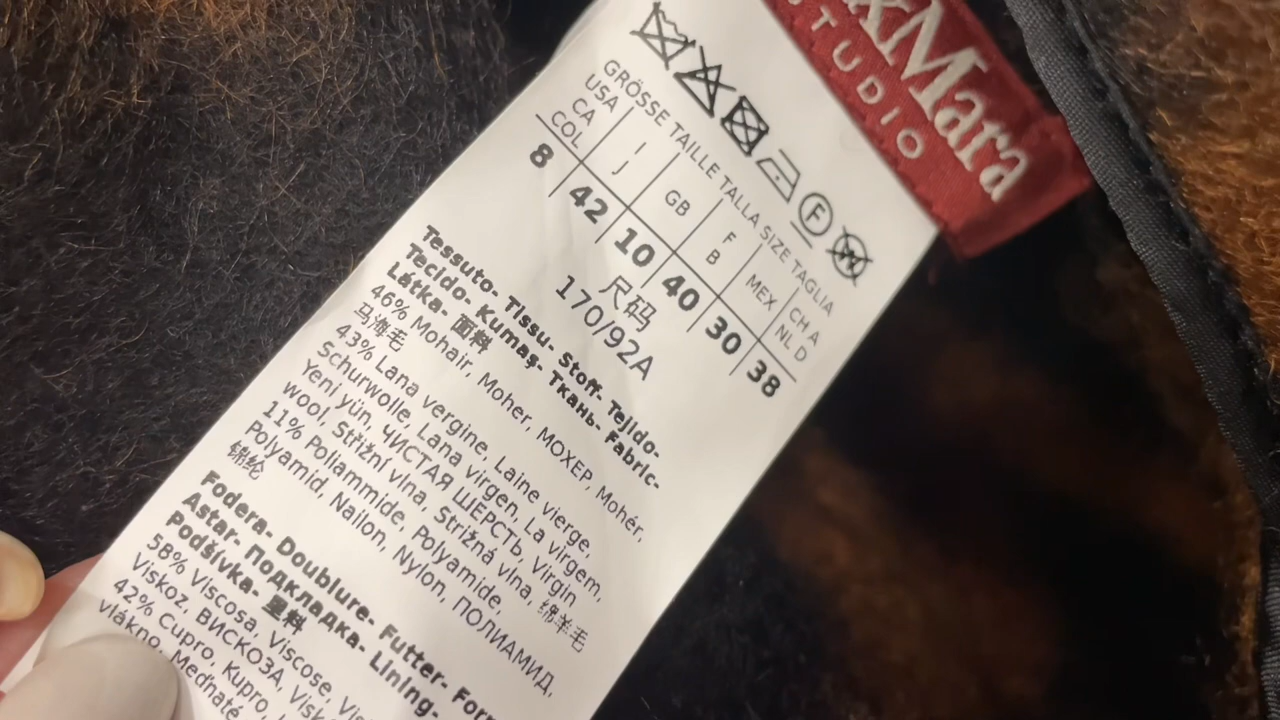 Mara
STUDIO
F
W
GRÖSSE TAILLE TALLA SIZE TAGLIA
USA
CA
COL
I
J
GB
F
B
MEX
CH A
NL D
8 42 10 40 30 38
尺码
170/92A
Tessuto- Tissu- Stoff- Tejido-
Tecido- Kumaş- Ткань- Fabric-
Látka- 面料
46% Mohair, Moher, МОХЕР, Mohér,
马海毛
43% Lana vergine, Laine vierge,
Schurwolle, Lana virgen, La virgem,
Yeni yün, ЧИСТАЯ ШЕРСТЬ, Virgin
wool, Střižní vlna, Strižná vlna, 绵羊毛
11% Poliammide, Polyamide,
Polyamid, Nailon, Nylon, ПОЛИАМИД,
锦纶
Fodera- Doublure- Futter-
Astar- Подкладка- Lining-
Podšívka- 里料
58% Viscosa, Viscose,
Viskoz, ВИСКОЗА,
42% Cupro, Kupro,
vlákno, Meďnaté